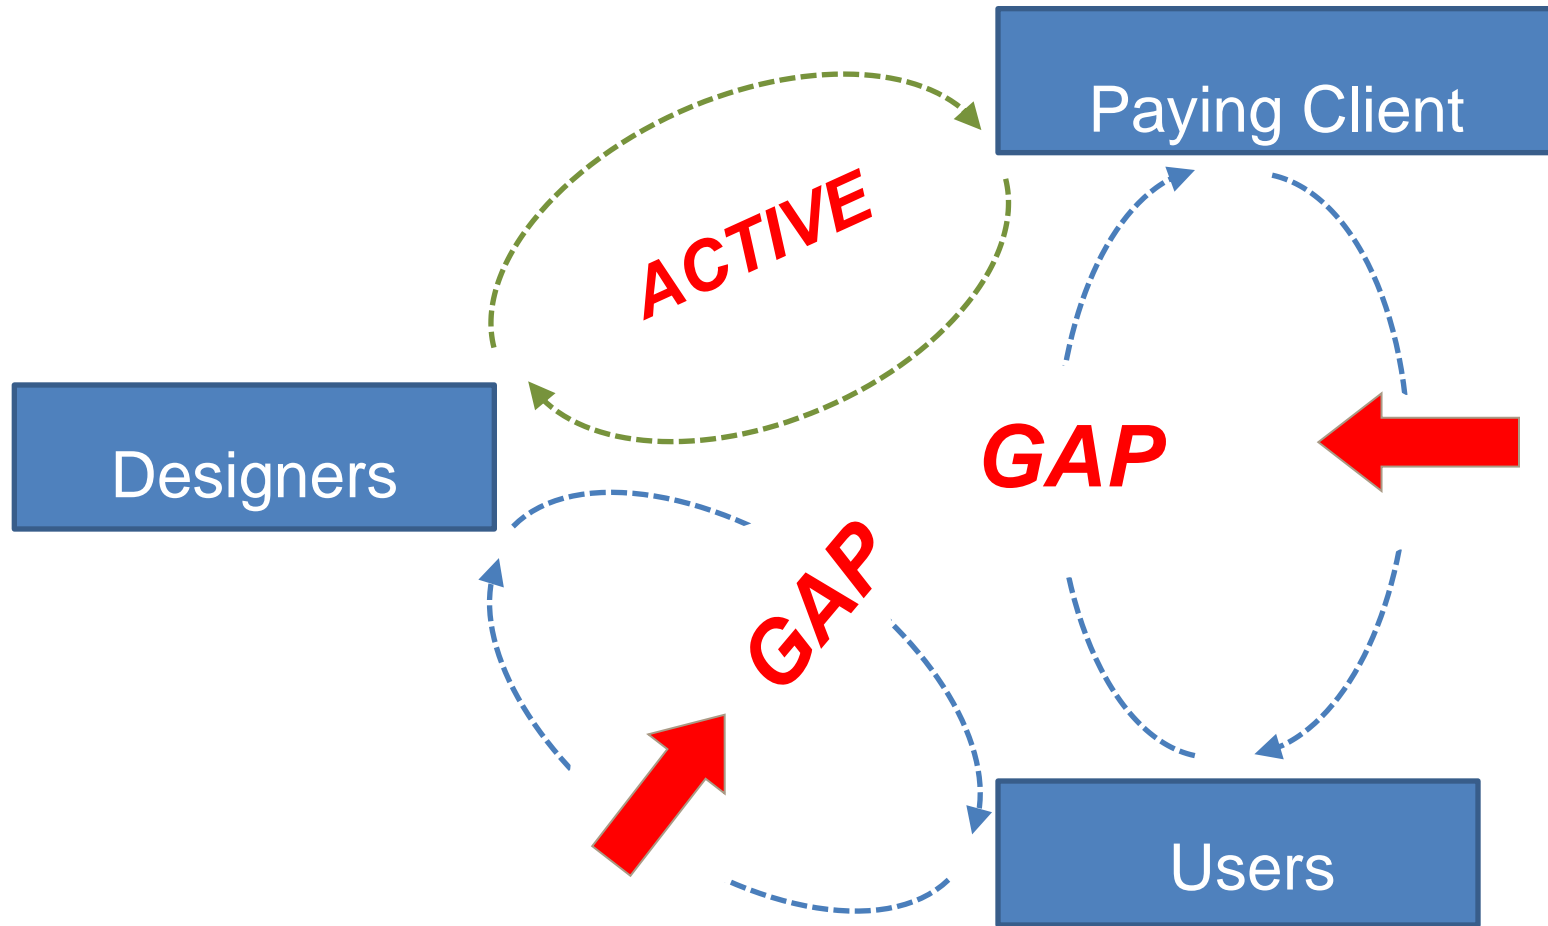 Paying Client
ACTIVE
Designers
GAP
GAP
Users